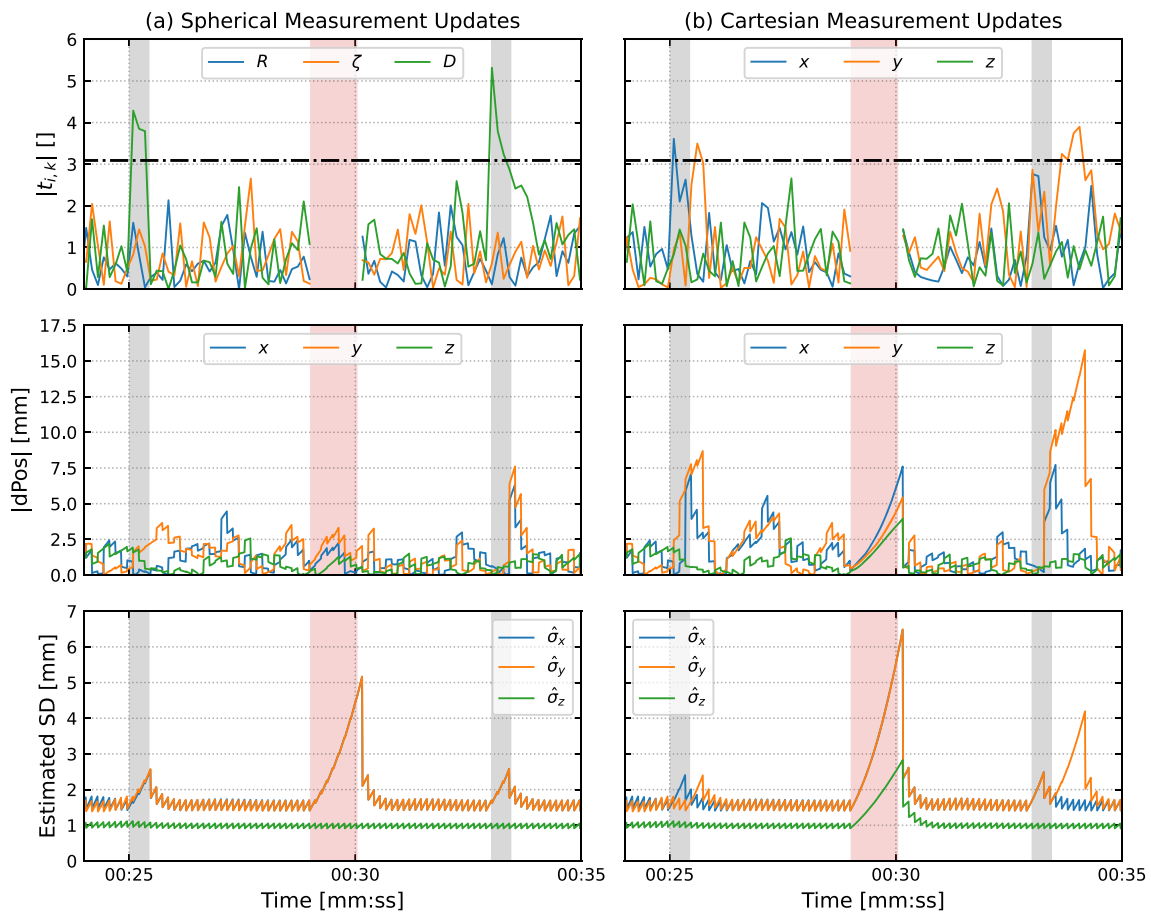 (a) Spherical Measurement Updates
(b) Cartesian Measurement Updates
R ζ D
x y z
|t_{i,k}| []
6
5
4
3
2
1
0
x y z
x y z
|dPos| [mm]
17.5
15.0
12.5
10.0
7.5
5.0
2.5
0.0
σ̂_x
σ̂_y
σ̂_z
σ̂_x
σ̂_y
σ̂_z
Estimated SD [mm]
7
6
5
4
3
2
1
0
00:25 00:30 00:35
00:25 00:30 00:35
Time [mm:ss]
Time [mm:ss]